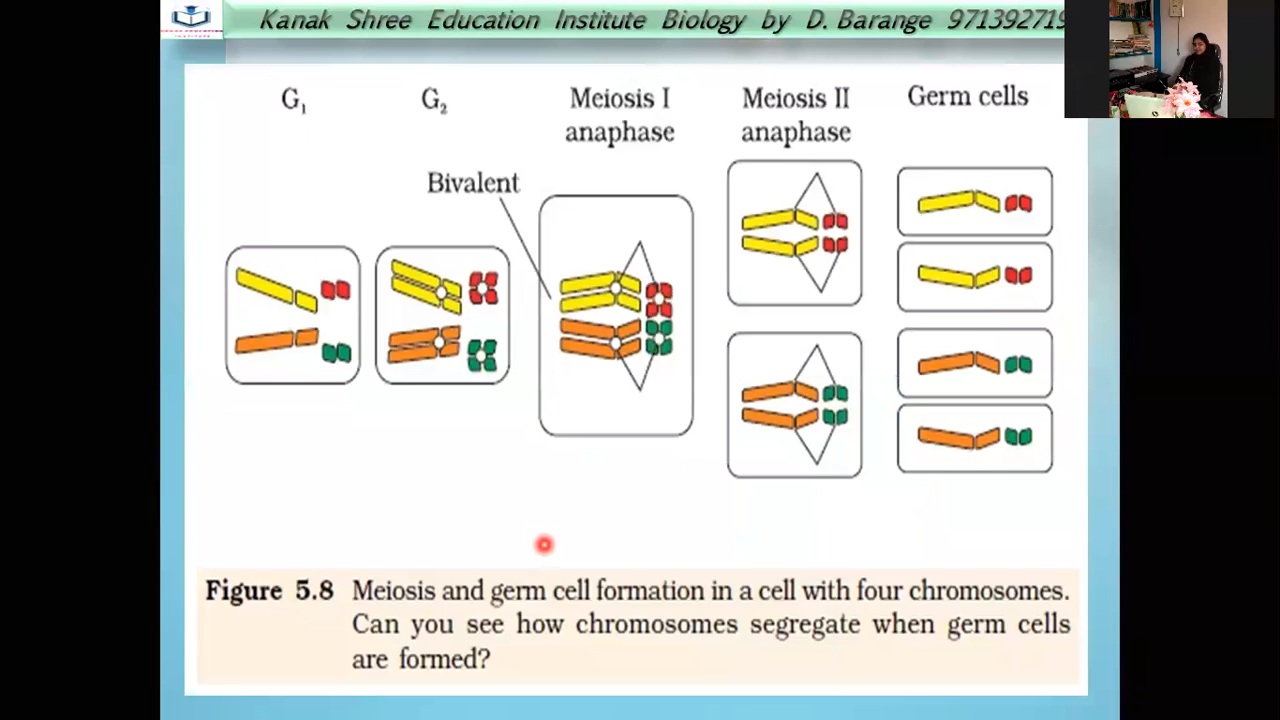 Kanak Shree Education Institute Biology by D. Barange 971392719
G1
G2
Meiosis I
anaphase
Meiosis II
anaphase
Germ cells
Bivalent
Figure 5.8 Meiosis and germ cell formation in a cell with four chromosomes.
Can you see how chromosomes segregate when germ cells
are formed?